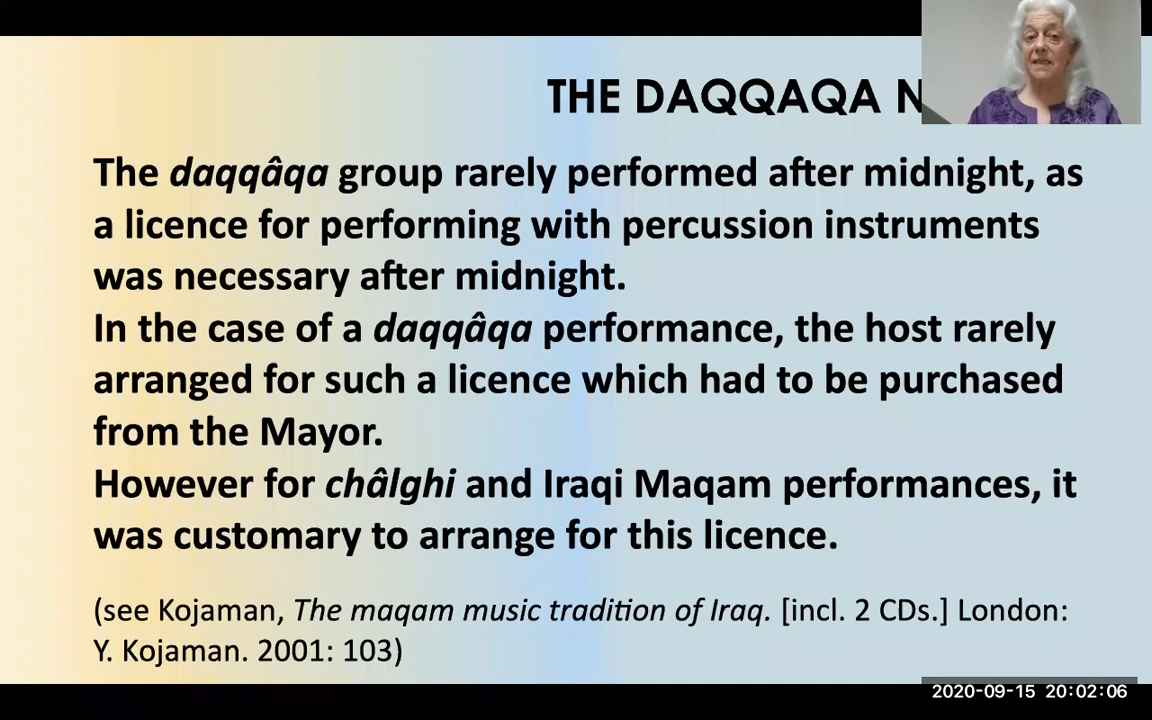 THE DAQQAQA N
The daqqâqa group rarely performed after midnight, as
a licence for performing with percussion instruments
was necessary after midnight.
In the case of a daqqâqa performance, the host rarely
arranged for such a licence which had to be purchased
from the Mayor.
However for châlghi and Iraqi Maqam performances, it
was customary to arrange for this licence.
(see Kojaman, The maqam music tradition of Iraq. [incl. 2 CDs.] London:
Y. Kojaman. 2001: 103)
2020-09-15 20:02:06